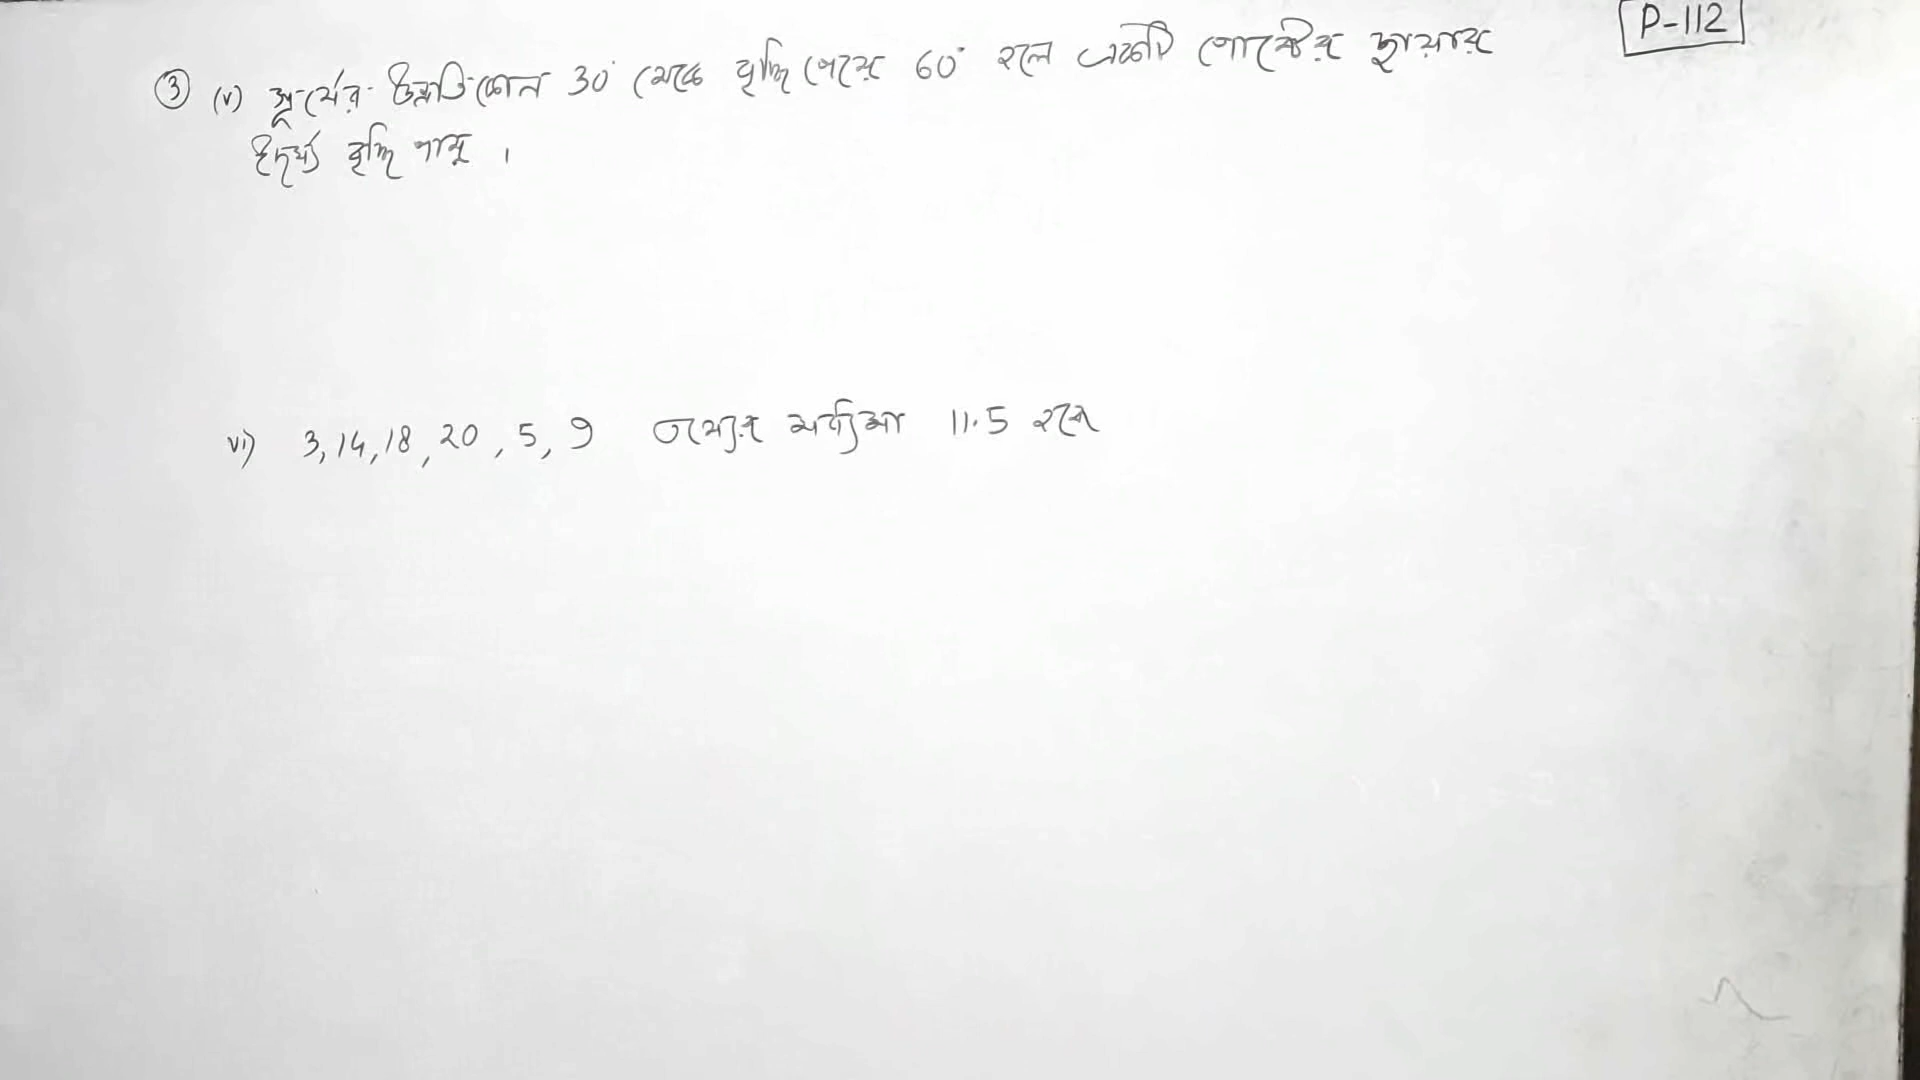 P-112
③ (v) সূর্যের উন্নতি কোন 30° থেকে বৃদ্ধি পেয়ে 60° হলে একটি পোস্টের ছায়ার
দৈর্ঘ্য বৃদ্ধি পায় ।
vi) 3, 14, 18, 20, 5, 9 তথ্যের মধ্যমা 11.5 হবে